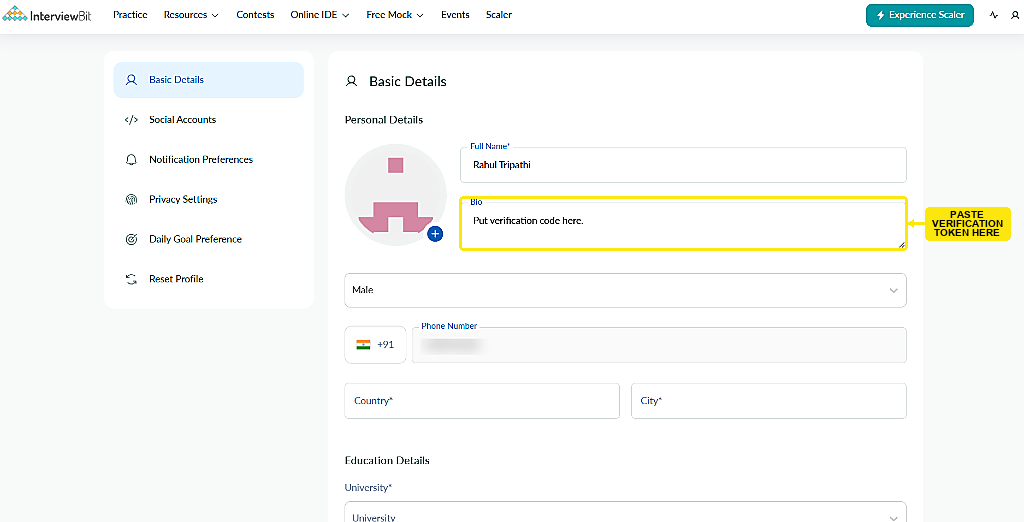 InterviewBit
Practice
Resources
Contests
Online IDE
Free Mock
Events
Scaler
Experience Scaler
Basic Details
Social Accounts
Notification Preferences
Privacy Settings
Daily Goal Preference
Reset Profile
Basic Details
Personal Details
Full Name*
Rahul Tripathi
Bio
Put verification code here.
PASTE
VERIFICATION
TOKEN HERE
Male
+91
Phone Number
Country*
City*
Education Details
University*
University